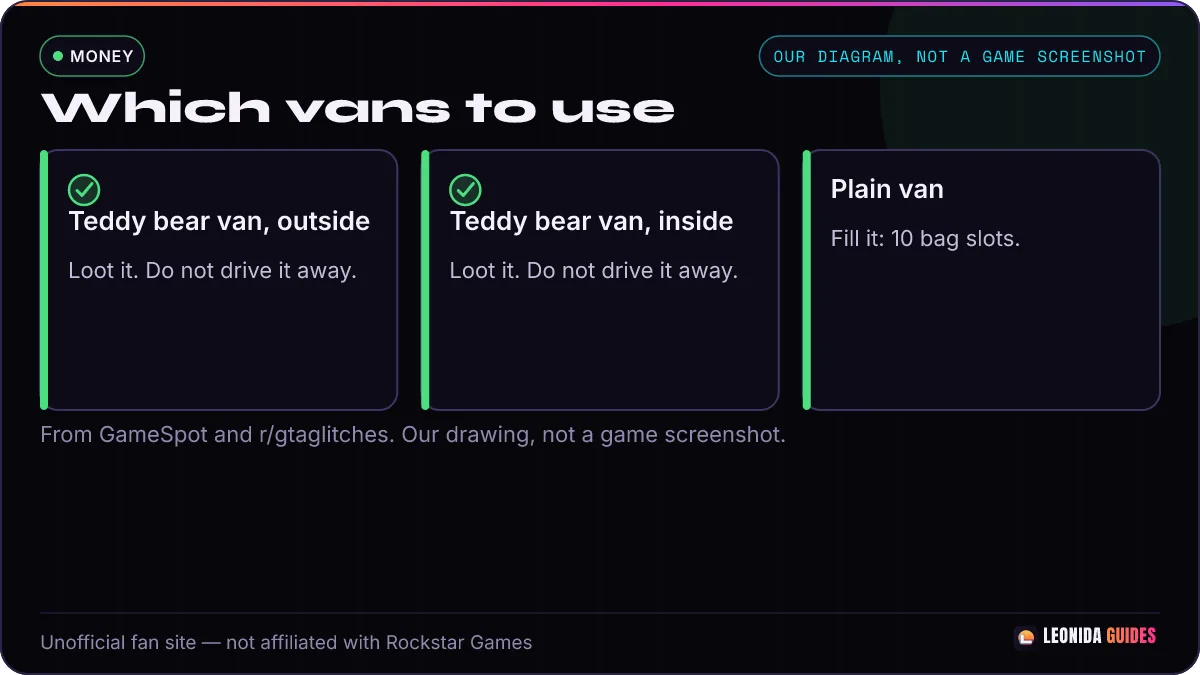 MONEY
OUR DIAGRAM, NOT A GAME SCREENSHOT
Which vans to use
Teddy bear van, outside
Loot it. Do not drive it away.
Teddy bear van, inside
Loot it. Do not drive it away.
Plain van
Fill it: 10 bag slots.
From GameSpot and r/gtaglitches. Our drawing, not a game screenshot.
Unofficial fan site — not affiliated with Rockstar Games
LEONIDA GUIDES